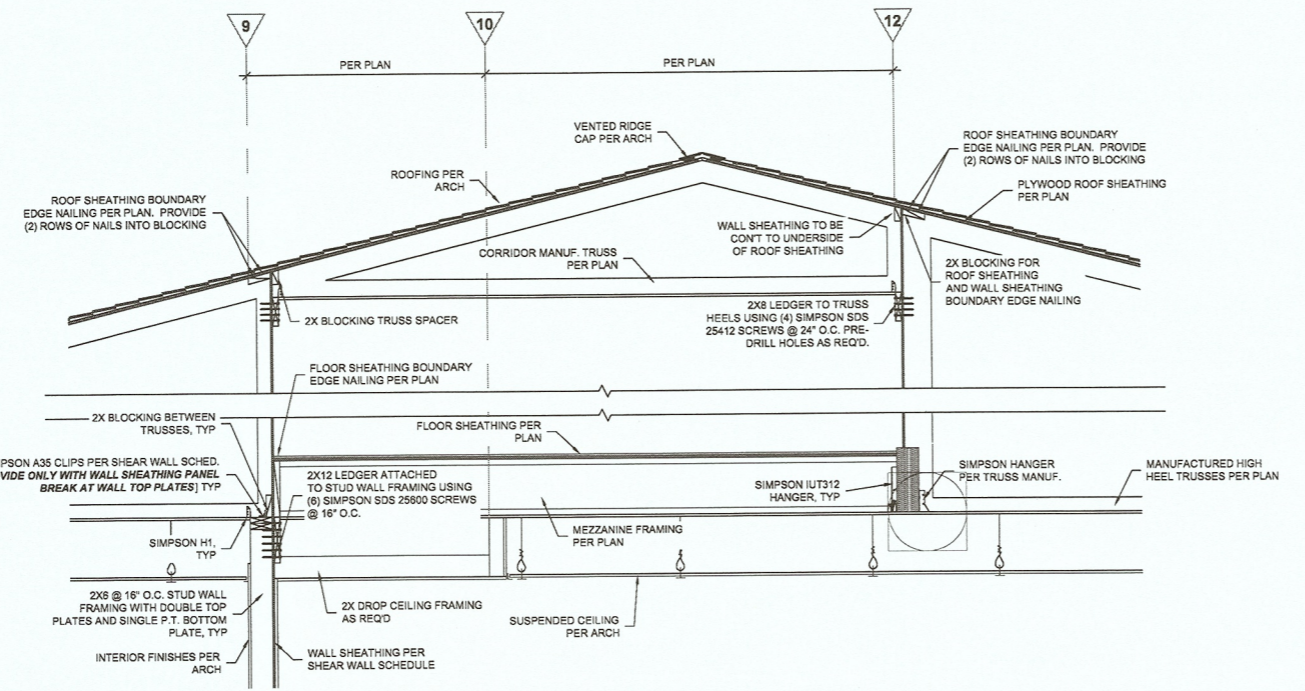 9
10
12
PER PLAN
PER PLAN
VENTED RIDGE
CAP PER ARCH
ROOF SHEATHING BOUNDARY
EDGE NAILING PER PLAN. PROVIDE
(2) ROWS OF NAILS INTO BLOCKING
ROOFING PER
ARCH
PLYWOOD ROOF SHEATHING
PER PLAN
ROOF SHEATHING BOUNDARY
EDGE NAILING PER PLAN. PROVIDE
(2) ROWS OF NAILS INTO BLOCKING
WALL SHEATHING TO BE
CON'T TO UNDERSIDE
OF ROOF SHEATHING
CORRIDOR MANUF. TRUSS
PER PLAN
2X BLOCKING FOR
ROOF SHEATHING
AND WALL SHEATHING
BOUNDARY EDGE NAILING
2X BLOCKING TRUSS SPACER
2X8 LEDGER TO TRUSS
HEELS USING (4) SIMPSON SDS
25412 SCREWS @ 24" O.C. PRE-
DRILL HOLES AS REQ'D.
FLOOR SHEATHING BOUNDARY
EDGE NAILING PER PLAN
2X BLOCKING BETWEEN
TRUSSES, TYP
FLOOR SHEATHING PER
PLAN
PSON A35 CLIPS PER SHEAR WALL SCHED.
VIDE ONLY WITH WALL SHEATHING PANEL
BREAK AT WALL TOP PLATES] TYP
2X12 LEDGER ATTACHED
TO STUD WALL FRAMING USING
(6) SIMPSON SDS 25600 SCREWS
@ 16" O.C.
SIMPSON IUT312
HANGER, TYP
SIMPSON HANGER
PER TRUSS MANUF.
MANUFACTURED HIGH
HEEL TRUSSES PER PLAN
SIMPSON H1,
TYP
MEZZANINE FRAMING
PER PLAN
2X6 @ 16" O.C. STUD WALL
FRAMING WITH DOUBLE TOP
PLATES AND SINGLE P.T. BOTTOM
PLATE, TYP
2X DROP CEILING FRAMING
AS REQ'D
SUSPENDED CEILING
PER ARCH
INTERIOR FINISHES PER
ARCH
WALL SHEATHING PER
SHEAR WALL SCHEDULE